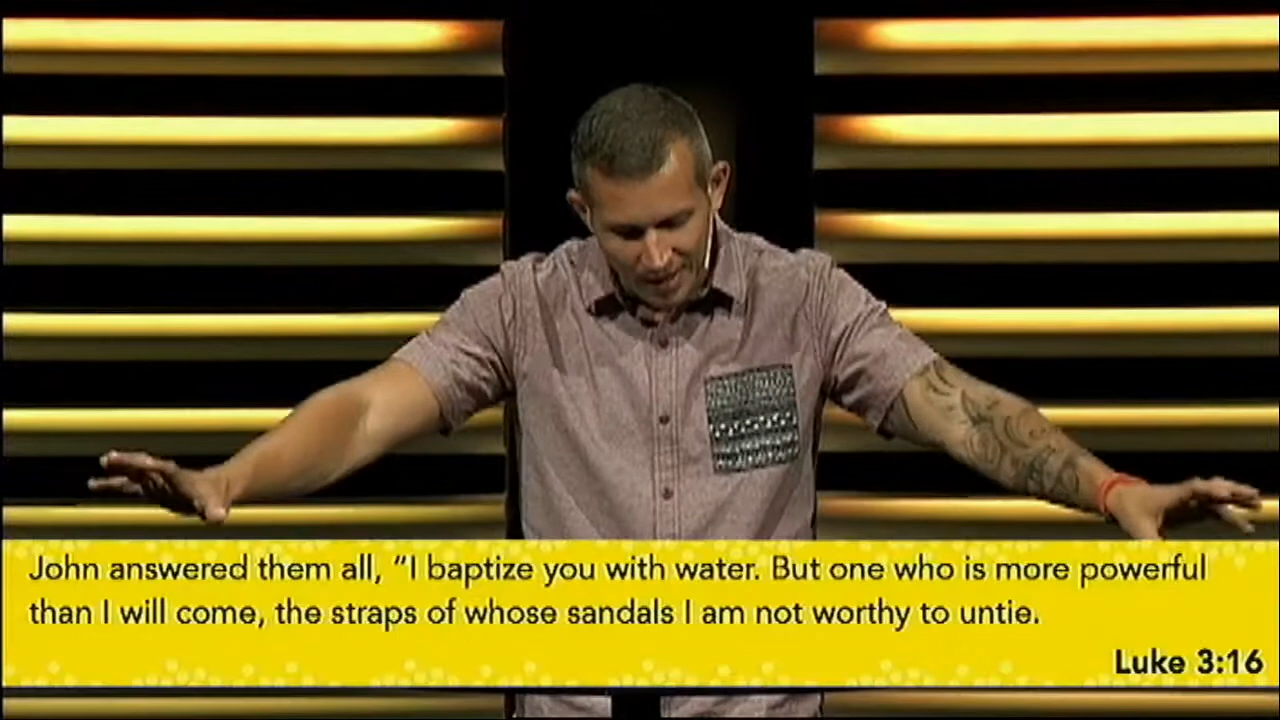 John answered them all, “I baptize you with water. But one who is more powerful
than I will come, the straps of whose sandals I am not worthy to untie.
Luke 3:16